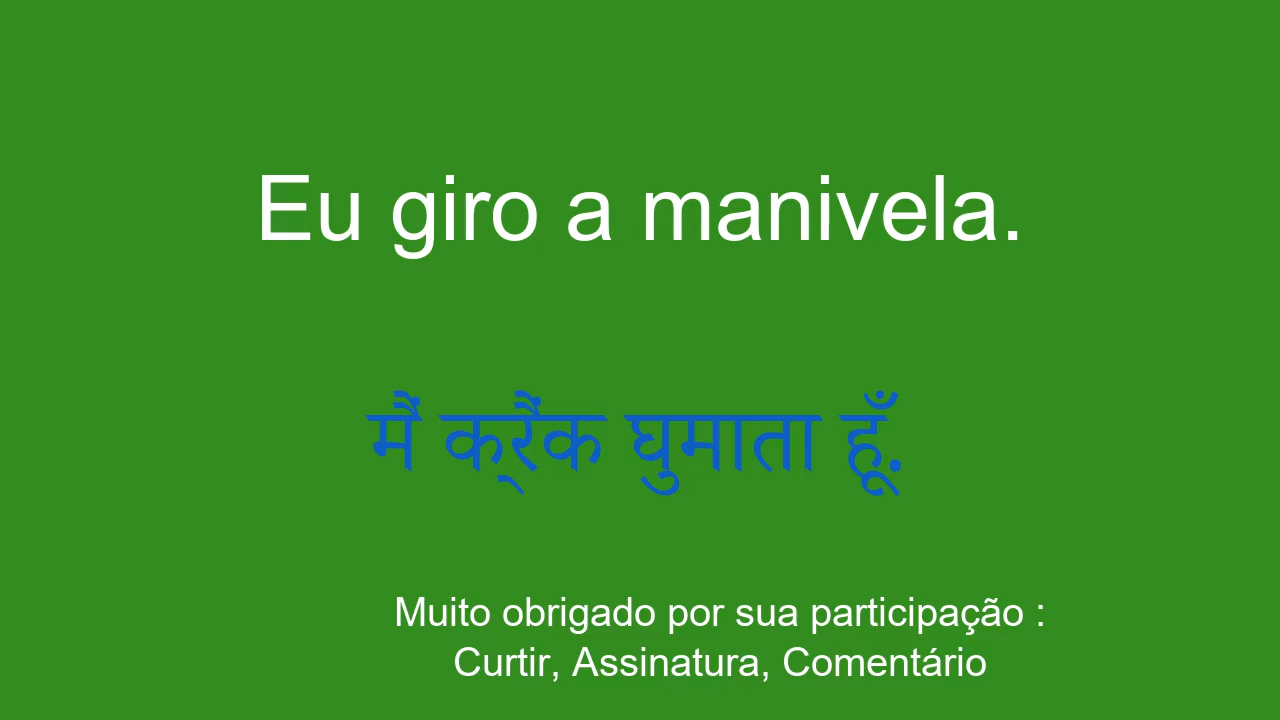 Eu giro a manivela.
मैं क्रैंक घुमाता हूँ.
Muito obrigado por sua participação :
Curtir, Assinatura, Comentário